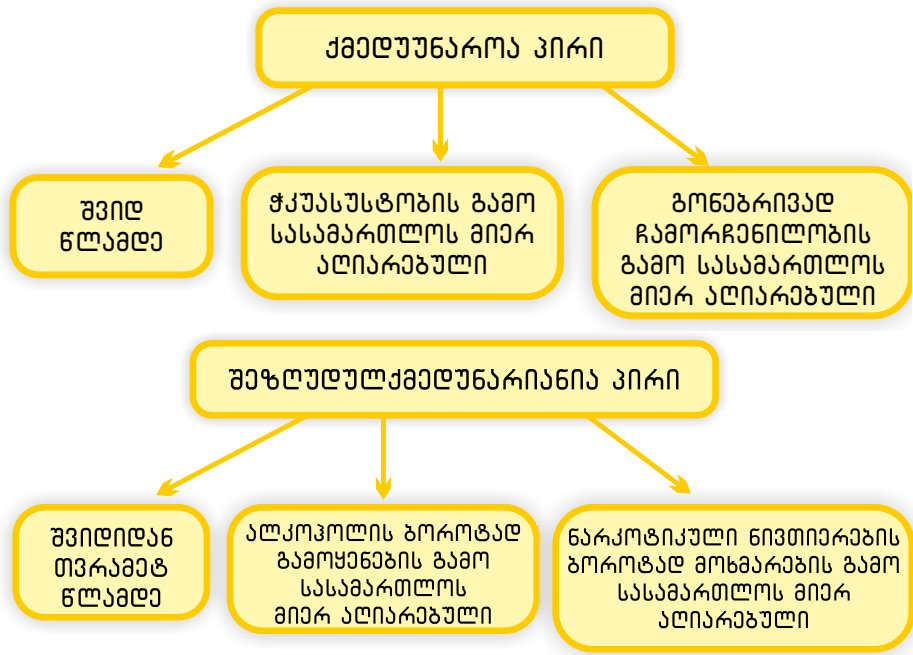 ქმედუუნაროა პირი
შვიდ
წლამდე
ჭკუასუსტობის გამო
სასამართლოს მიერ
აღიარებული
გონებრივად
ჩამორჩენილობის
გამო სასამართლოს
მიერ აღიარებული
შეზღუდულქმედუნარიანია პირი
შვიდიდან
თვრამეტ
წლამდე
ალკოჰოლის ბოროტად
გამოყენების გამო
სასამართლოს
მიერ აღიარებული
ნარკოტიკული ნივთიერების
ბოროტად მოხმარების გამო
სასამართლოს მიერ
აღიარებული